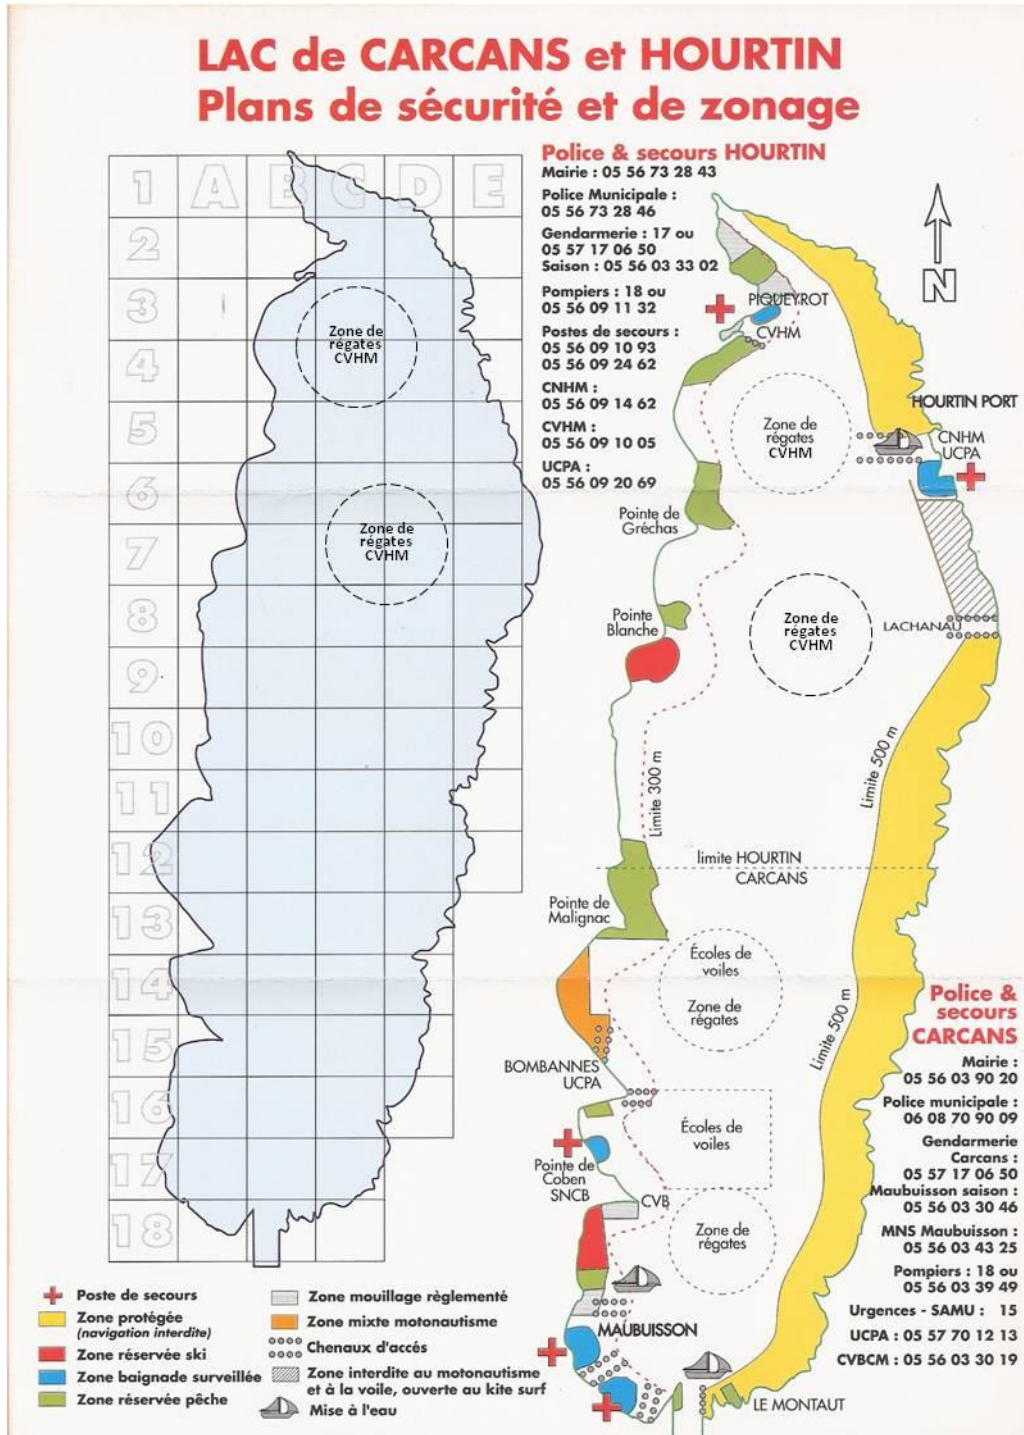 LAC de CARCANS et HOURTIN
Plans de sécurité et de zonage
1 A B C D E
2
3
4
5
6
7
8
9
10
11
12
13
14
15
16
17
18
Zone de
régates
CVHM
Zone de
régates
CVHM
Police & secours HOURTIN
Mairie : 05 56 73 28 43
Police Municipale :
05 56 73 28 46
Gendarmerie : 17 ou
05 57 17 06 50
Saison : 05 56 03 33 02
Pompiers : 18 ou
05 56 09 11 32
Postes de secours :
05 56 09 10 93
05 56 09 24 62
CNHM :
05 56 09 14 62
CVHM :
05 56 09 10 05
UCPA :
05 56 09 20 69
N
PIQUEYROT
CVHM
HOURTIN PORT
Zone de
régates
CVHM
CNHM
UCPA
Pointe de
Gréchas
Pointe
Blanche
Zone de
régates
CVHM
LACHANAU
Limite 300 m
Limite 500 m
limite HOURTIN
CARCANS
Pointe de
Malignac
Écoles de
voiles
Zone de
régates
Limite 500 m
BOMBANNES
UCPA
Écoles de
voiles
Pointe de
Coben
SNCB
CVB
Zone de
régates
MAUBUISSON
LE MONTAUT
Police &
secours
CARCANS
Mairie :
05 56 03 90 20
Police municipale :
06 08 70 90 09
Gendarmerie
Carcans :
05 57 17 06 50
Maubuisson saison :
05 56 03 30 46
MNS Maubuisson :
05 56 03 43 25
Pompiers : 18 ou
05 56 03 39 49
Urgences - SAMU : 15
UCPA : 05 57 70 12 13
CVBCM : 05 56 03 30 19
Poste de secours
Zone protégée
(navigation interdite)
Zone réservée ski
Zone baignade surveillée
Zone réservée pêche
Zone mouillage règlementé
Zone mixte motonautisme
Chenaux d'accés
Zone interdite au motonautisme
et à la voile, ouverte au kite surf
Mise à l'eau